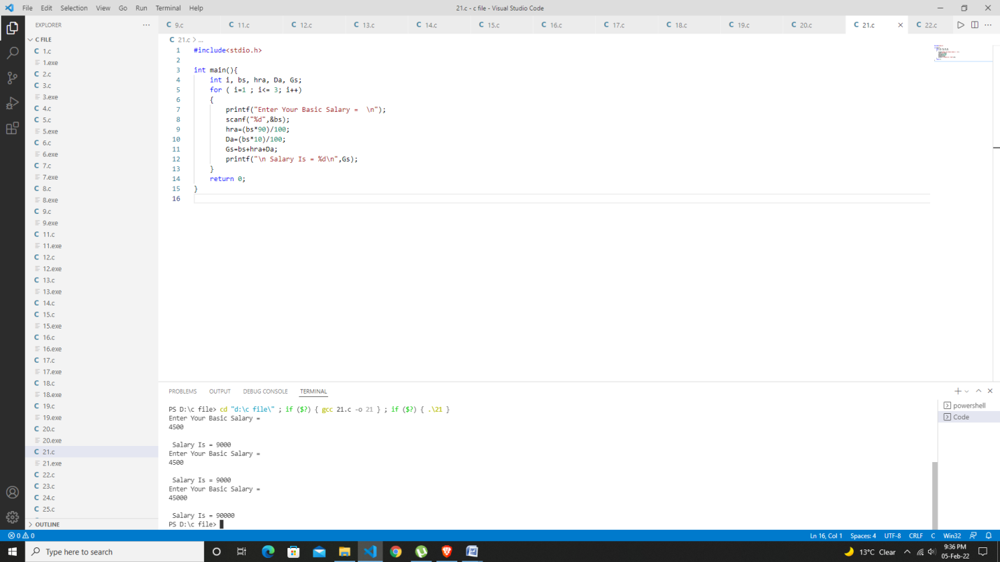 File Edit Selection View Go Run Terminal Help
21.c - c file - Visual Studio Code
EXPLORER
C FILE
C 1.c
1.exe
C 2.c
C 3.c
3.exe
C 4.c
C 5.c
5.exe
C 6.c
6.exe
C 7.c
7.exe
C 8.c
8.exe
C 9.c
9.exe
C 11.c
11.exe
C 12.c
12.exe
C 13.c
13.exe
C 14.c
C 15.c
15.exe
C 16.c
16.exe
C 17.c
17.exe
C 18.c
18.exe
C 19.c
19.exe
C 20.c
20.exe
C 21.c
21.exe
C 22.c
C 23.c
C 24.c
C 25.c
OUTLINE
C 9.c C 11.c C 12.c C 13.c C 14.c C 15.c C 16.c C 17.c C 18.c C 19.c C 20.c C 21.c C 22.c
C 21.c > ...
1 #include<stdio.h>
2
3 int main(){
4 int i, bs, hra, Da, Gs;
5 for ( i=1 ; i<= 3; i++)
6 {
7 printf("Enter Your Basic Salary =  \n");
8 scanf("%d",&bs);
9 hra=(bs*90)/100;
10 Da=(bs*10)/100;
11 Gs=bs+hra+Da;
12 printf("\n Salary Is = %d\n",Gs);
13 }
14 return 0;
15 }
16
PROBLEMS OUTPUT DEBUG CONSOLE TERMINAL
PS D:\c file> cd "d:\c file\" ; if ($?) { gcc 21.c -o 21 } ; if ($?) { .\21 }
Enter Your Basic Salary =
4500
Salary Is = 9000
Enter Your Basic Salary =
4500
Salary Is = 9000
Enter Your Basic Salary =
45000
Salary Is = 90000
PS D:\c file>
powershell
Code
0 0
Ln 16, Col 1 Spaces: 4 UTF-8 CRLF C Win32
Type here to search
13°C Clear
9:36 PM
05-Feb-22